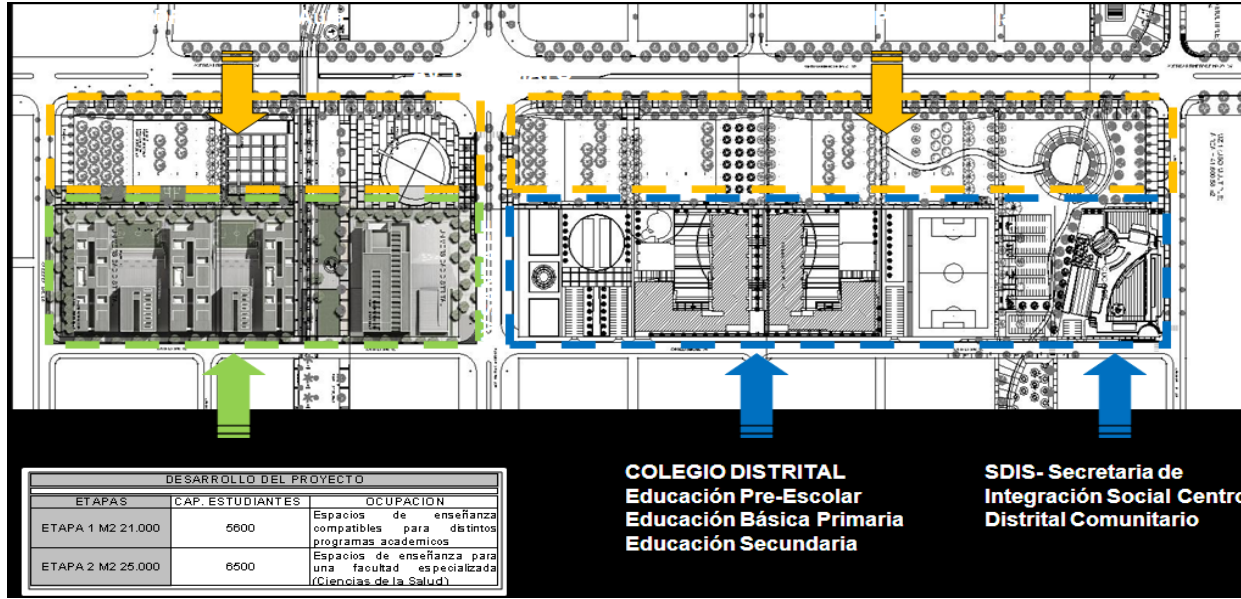 DESARROLLO DEL PROYECTO
ETAPAS CAP. ESTUDIANTES OCUPACION
ETAPA 1 M2 21.000 5600 Espacios de enseñanza
compatibles para distintos
programas academicos
ETAPA 2 M2 25.000 6500 Espacios de enseñanza para
una facultad especializada
(Ciencias de la Salud)
COLEGIO DISTRITAL
Educación Pre-Escolar
Educación Básica Primaria
Educación Secundaria
SDIS- Secretaria de
Integración Social Centro
Distrital Comunitario